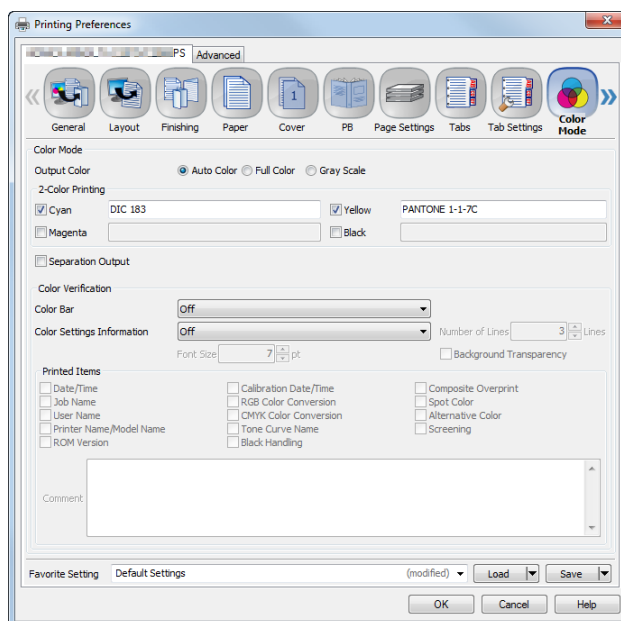 Printing Preferences
PS Advanced
1
General Layout Finishing Paper Cover PB Page Settings Tabs Tab Settings Color Mode
Color Mode
Output Color Auto Color Full Color Gray Scale
2-Color Printing
Cyan DIC 183 Yellow PANTONE 1-1-7C
Magenta Black
Separation Output
Color Verification
Color Bar Off
Color Settings Information Off Number of Lines 3 Lines
Font Size 7 pt Background Transparency
Printed Items
Date/Time Calibration Date/Time Composite Overprint
Job Name RGB Color Conversion Spot Color
User Name CMYK Color Conversion Alternative Color
Printer Name/Model Name Tone Curve Name Screening
ROM Version Black Handling
Comment
Favorite Setting Default Settings (modified) Load Save
OK Cancel Help